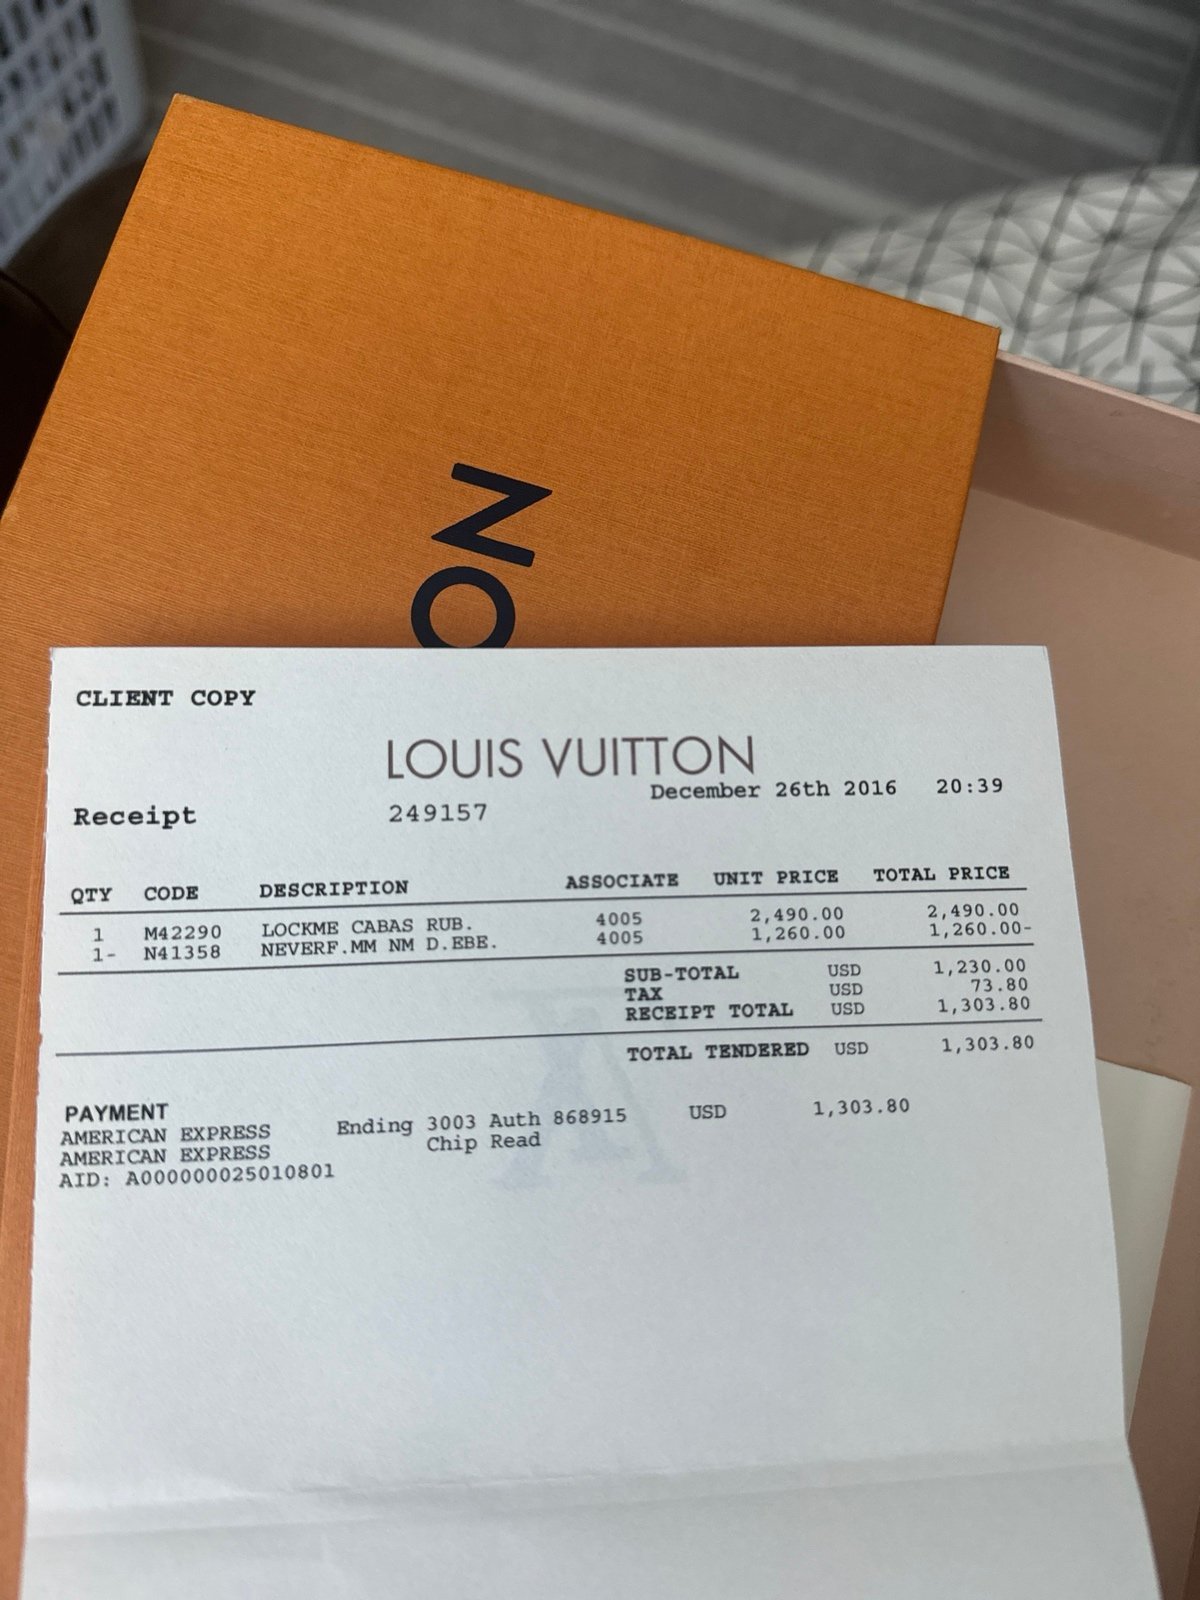 ON
CLIENT COPY
LOUIS VUITTON
December 26th 2016 20:39
Receipt 249157
QTY CODE DESCRIPTION ASSOCIATE UNIT PRICE TOTAL PRICE
1 M42290 LOCKME CABAS RUB. 4005 2,490.00 2,490.00
1- N41358 NEVERF.MM NM D.EBE. 4005 1,260.00 1,260.00-
SUB-TOTAL USD 1,230.00
TAX USD 73.80
RECEIPT TOTAL USD 1,303.80
TOTAL TENDERED USD 1,303.80
PAYMENT
AMERICAN EXPRESS Ending 3003 Auth 868915 USD 1,303.80
AMERICAN EXPRESS Chip Read
AID: A000000025010801